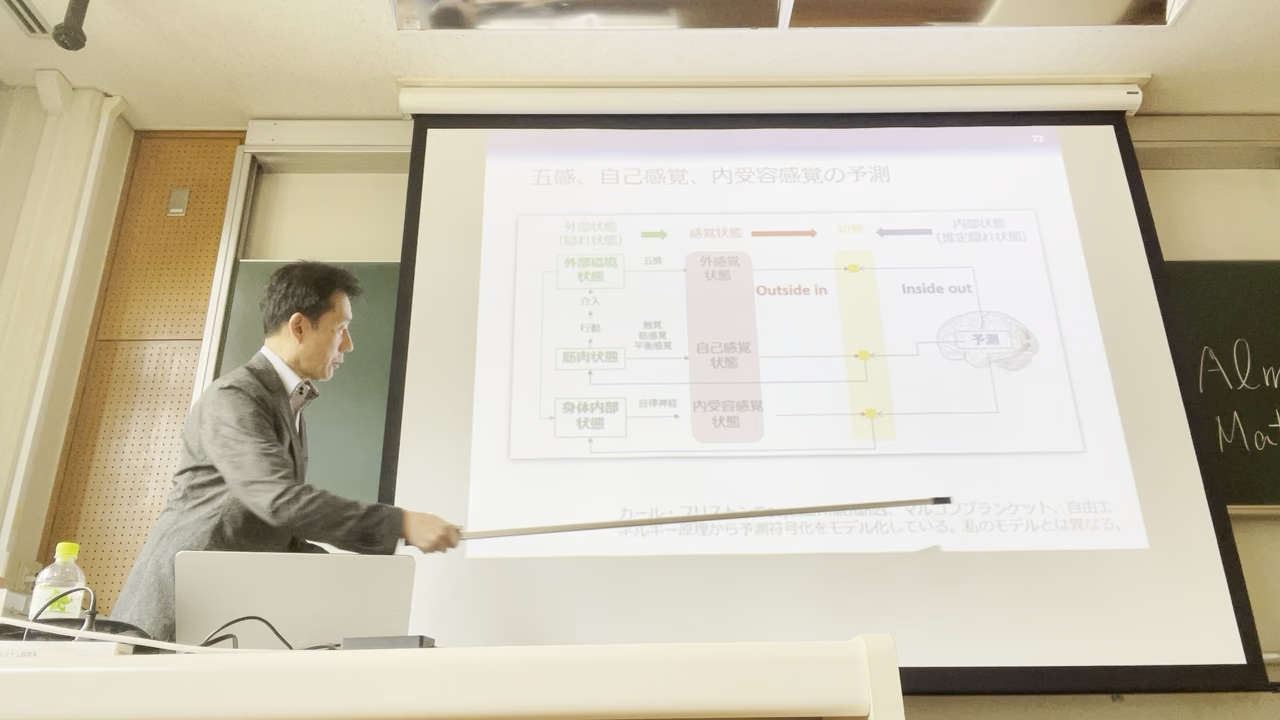 73
五感、自己感覚、内受容感覚の予測
外部状態
(隠れ状態)
感覚状態
知覚
内部状態
(推定隠れ状態)
外部環境
状態
五感
外感覚
状態
Outside in
Inside out
介入
行動
触覚
筋感覚
平衡感覚
筋肉状態
自己感覚
状態
予測
身体内部
状態
自律神経
内受容感覚
状態
カール・フリストンの マルコフブランケット、自由エ
ネルギー原理から予測符号化をモデル化している。私のモデルとは異なる。
Alm
Mat